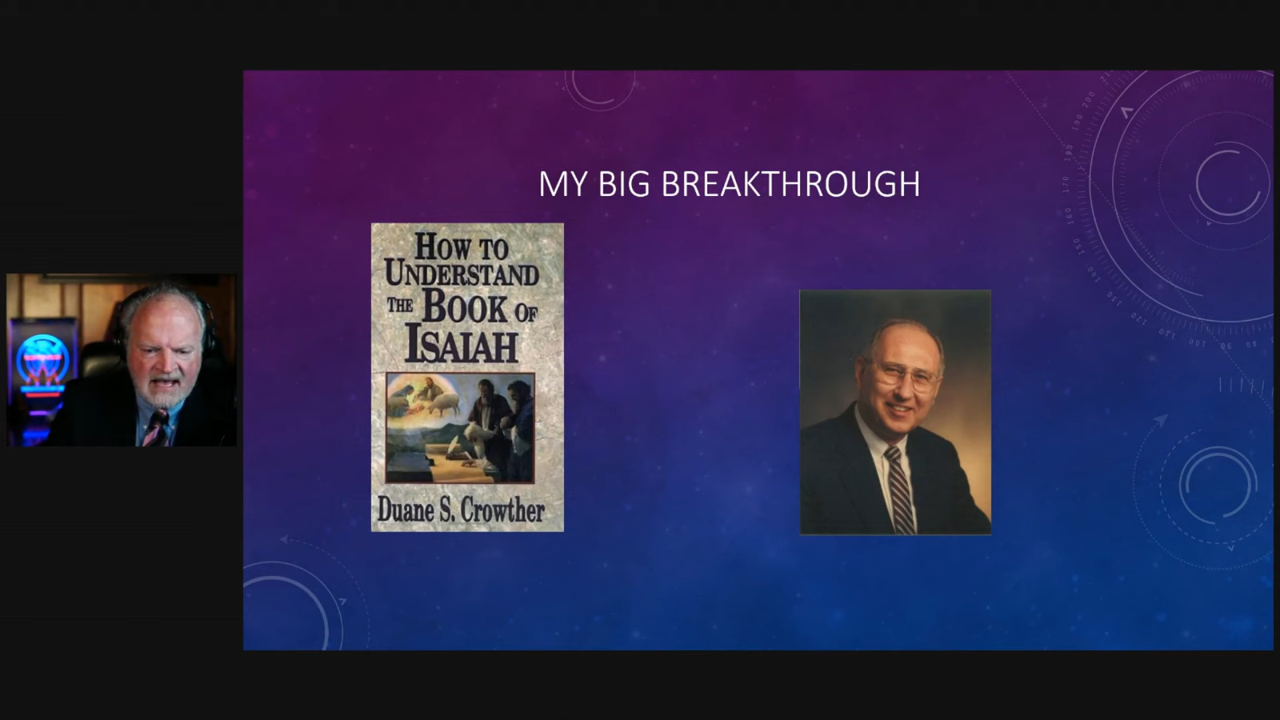 MY BIG BREAKTHROUGH
HOW TO
UNDERSTAND
THE BOOK OF
ISAIAH
Duane S. Crowther